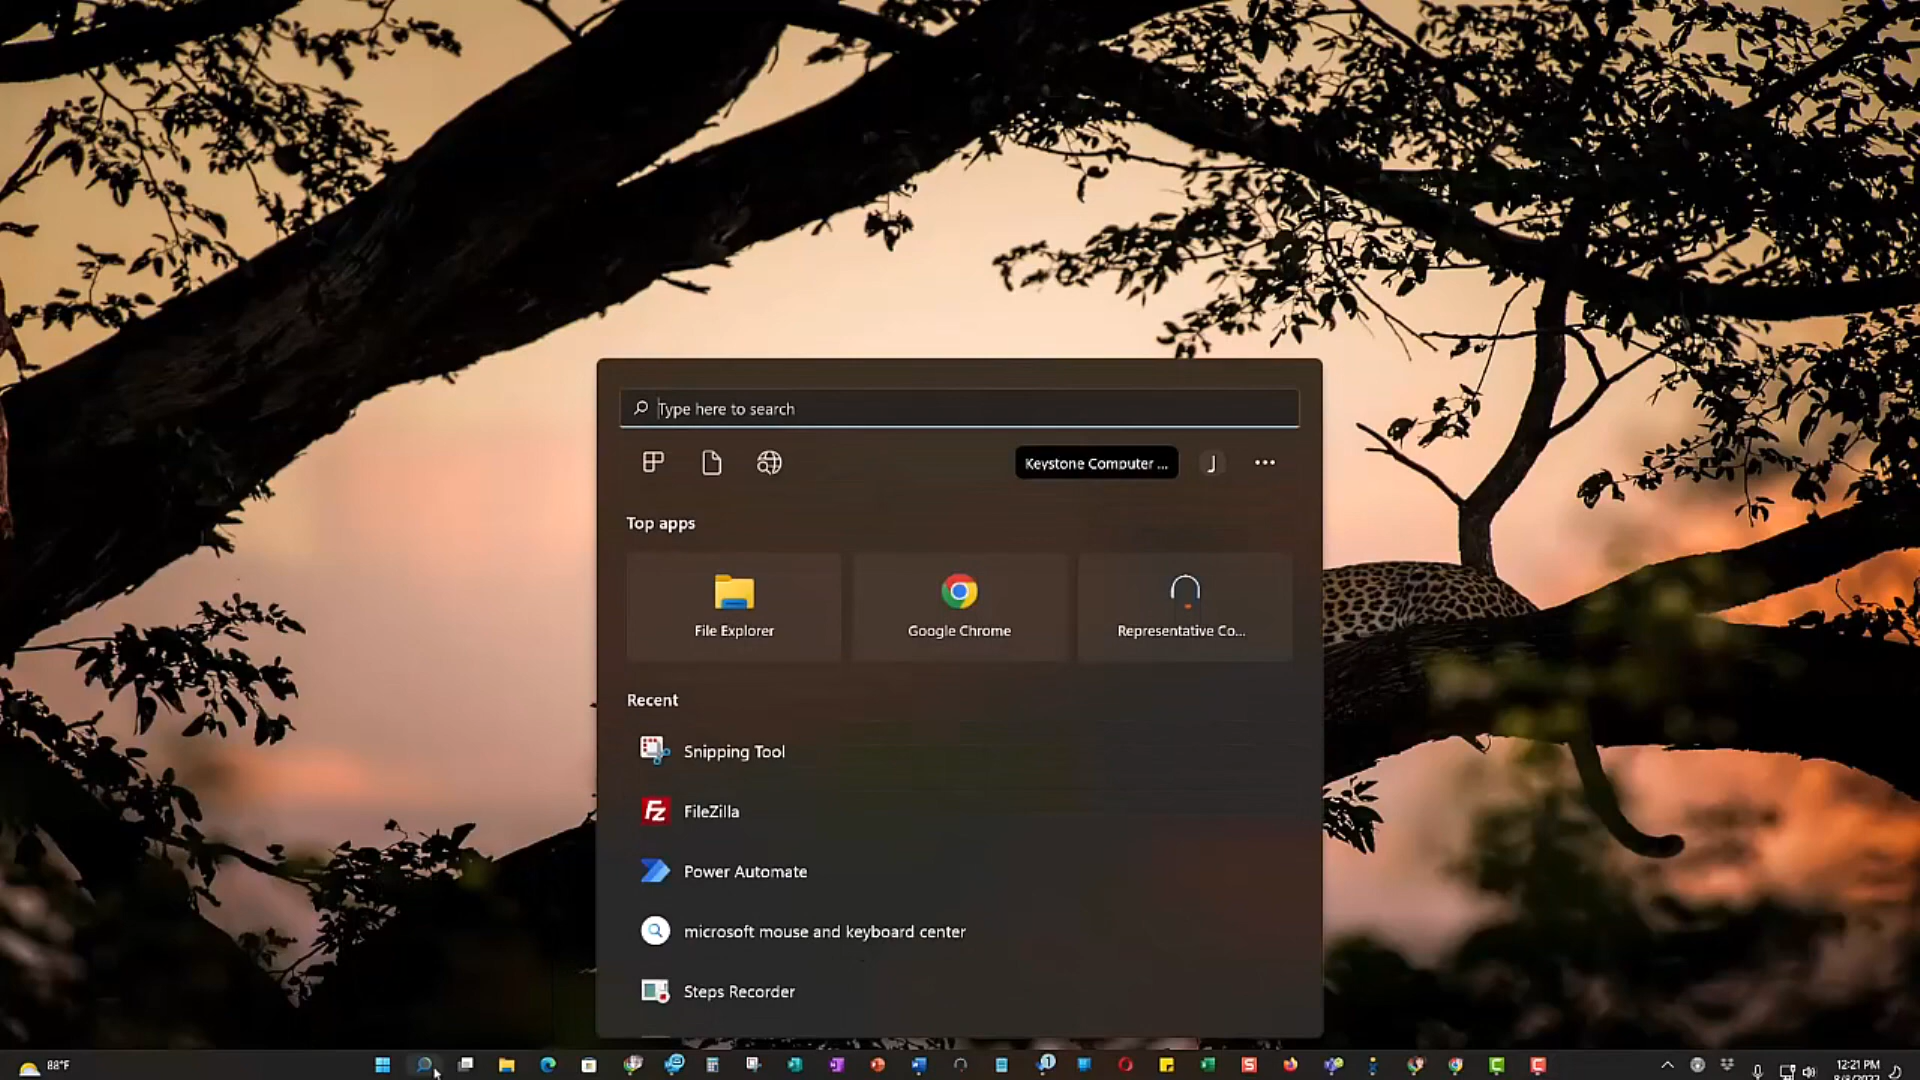 Type here to search
Keystone Computer ...
J
Top apps
File Explorer
Google Chrome
Representative Co...
Recent
Snipping Tool
FileZilla
Power Automate
microsoft mouse and keyboard center
Steps Recorder
88°F
12:21 PM